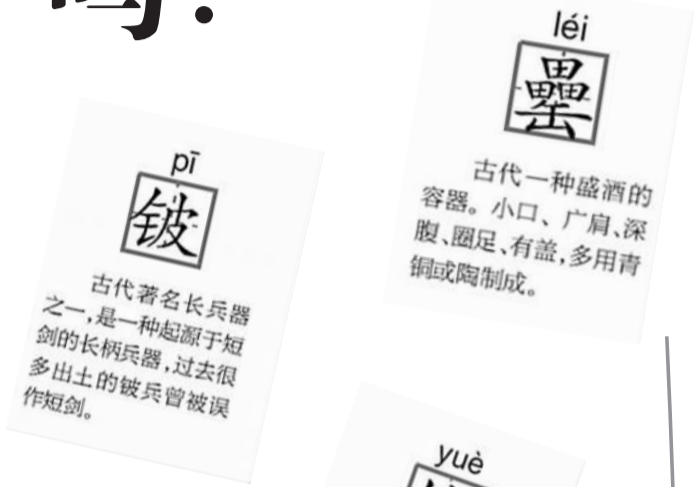 pī
铍
古代著名长兵器
之一,是一种起源于短
剑的长柄兵器,过去很
多出土的铍兵曾被误
作短剑。
léi
罍
古代一种盛酒的
容器。小口、广肩、深
腹、圈足、有盖,多用青
铜或陶制成。
yuè